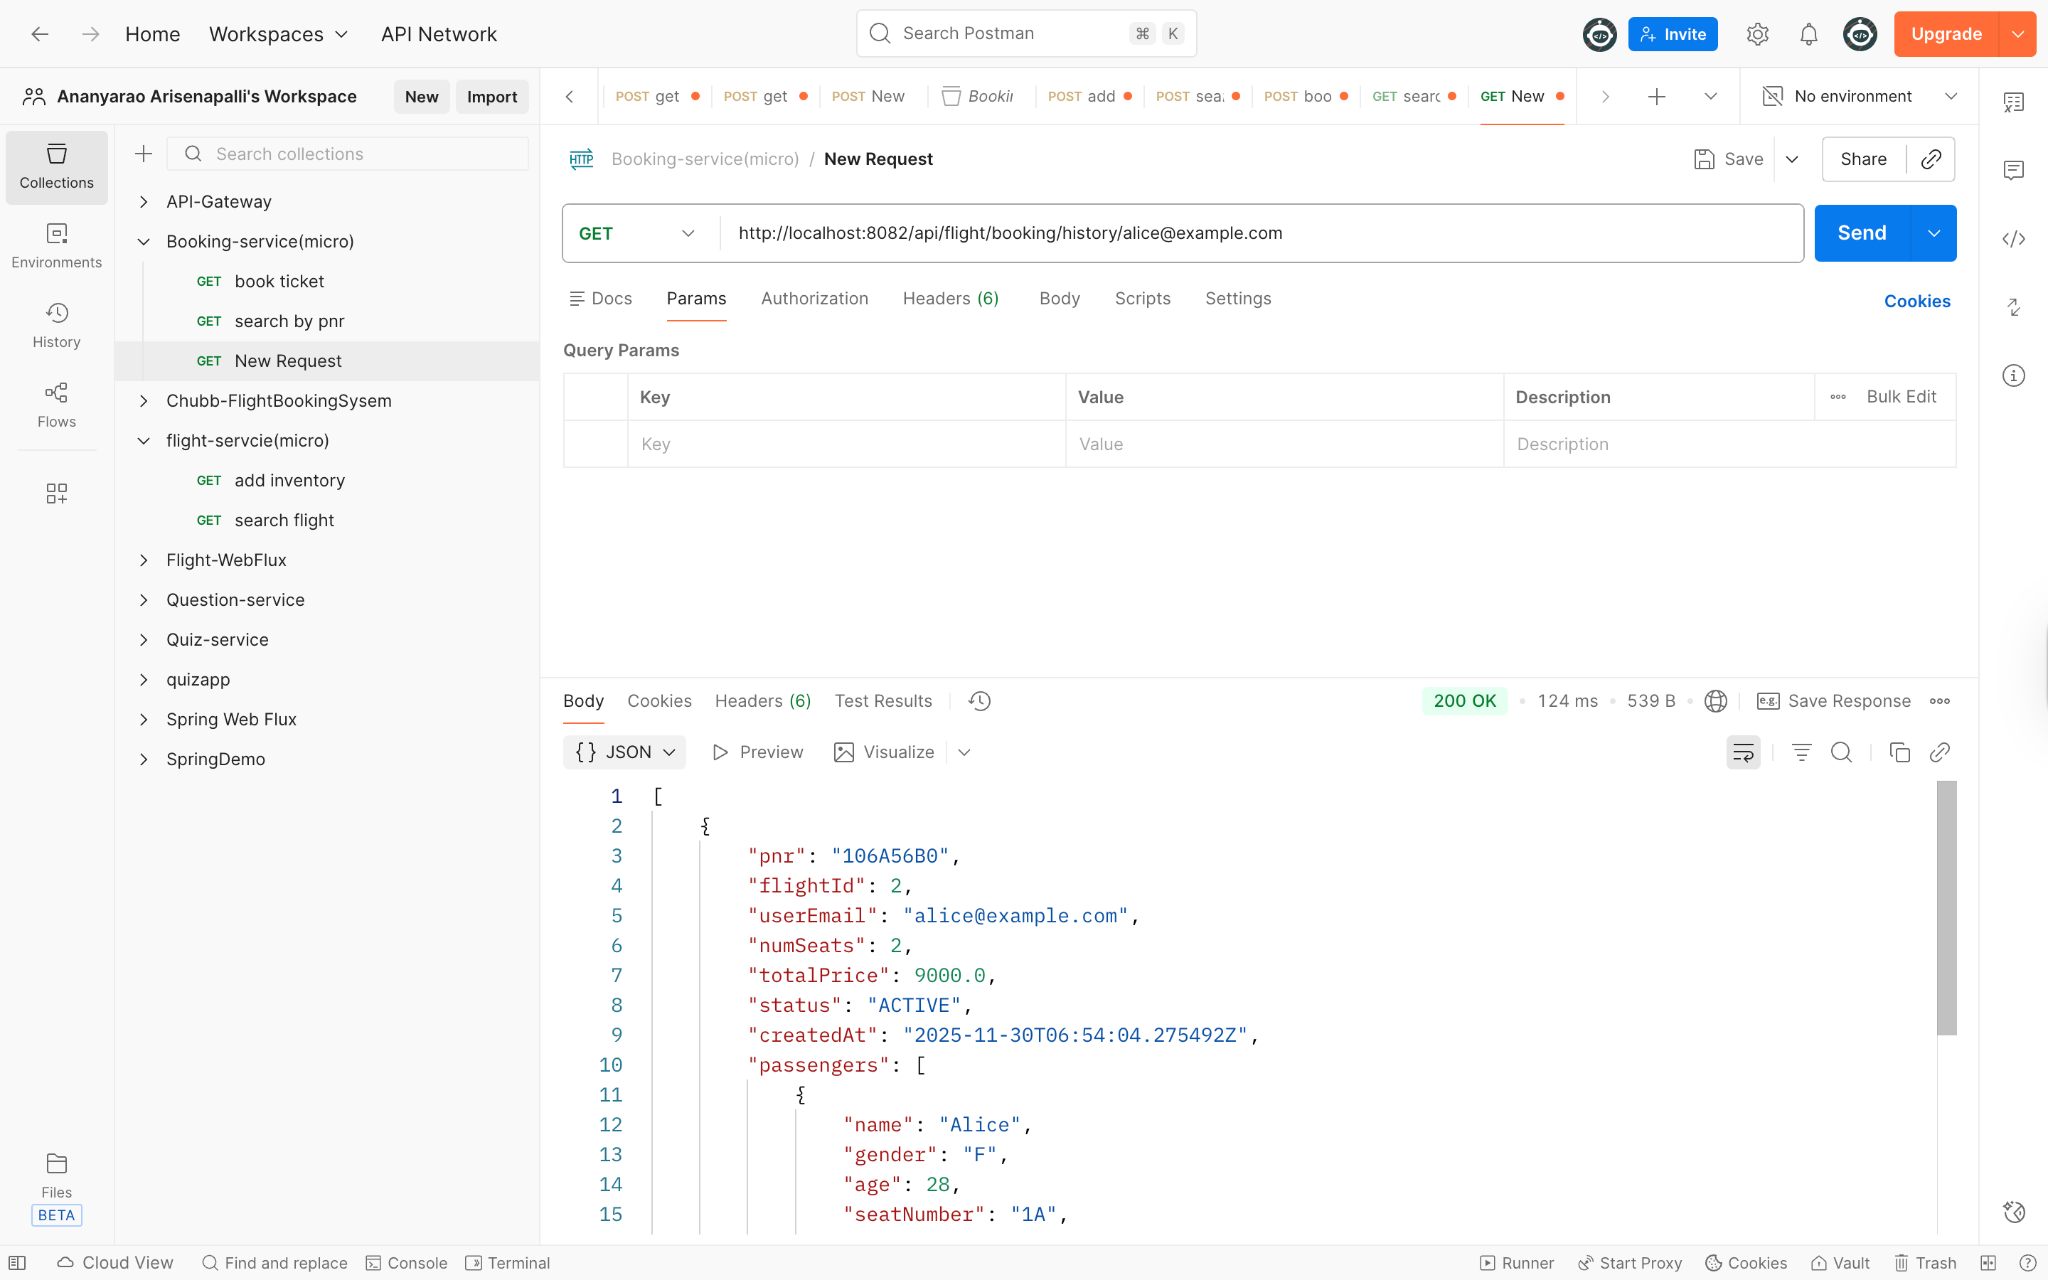 Home Workspaces API Network Search Postman ⌘ K Invite Upgrade
Ananyarao Arisenapalli's Workspace New Import
POST get POST get POST New POST add POST sea POST boo GET searc GET New No environment
Collections
Environments
History
Flows
Files
BETA
Search collections
API-Gateway
Booking-service(micro)
GET book ticket
GET search by pnr
GET New Request
Chubb-FlightBookingSysem
flight-servcie(micro)
GET add inventory
GET search flight
Flight-WebFlux
Question-service
Quiz-service
quizapp
Spring Web Flux
SpringDemo
HTTP Booking-service(micro) / New Request Save Share
GET http://localhost:8082/api/flight/booking/history/alice@example.com Send
Docs Params Authorization Headers (6) Body Scripts Settings Cookies
Query Params
Key Value Description Bulk Edit
Key Value Description
Body Cookies Headers (6) Test Results 200 OK 124 ms 539 B e.g. Save Response
{} JSON Preview Visualize
1 [
2 {
3 "pnr": "106A56B0",
4 "flightId": 2,
5 "userEmail": "alice@example.com",
6 "numSeats": 2,
7 "totalPrice": 9000.0,
8 "status": "ACTIVE",
9 "createdAt": "2025-11-30T06:54:04.275492Z",
10 "passengers": [
11 {
12 "name": "Alice",
13 "gender": "F",
14 "age": 28,
15 "seatNumber": "1A",
Cloud View Find and replace Console Terminal Runner Start Proxy Cookies Vault Trash